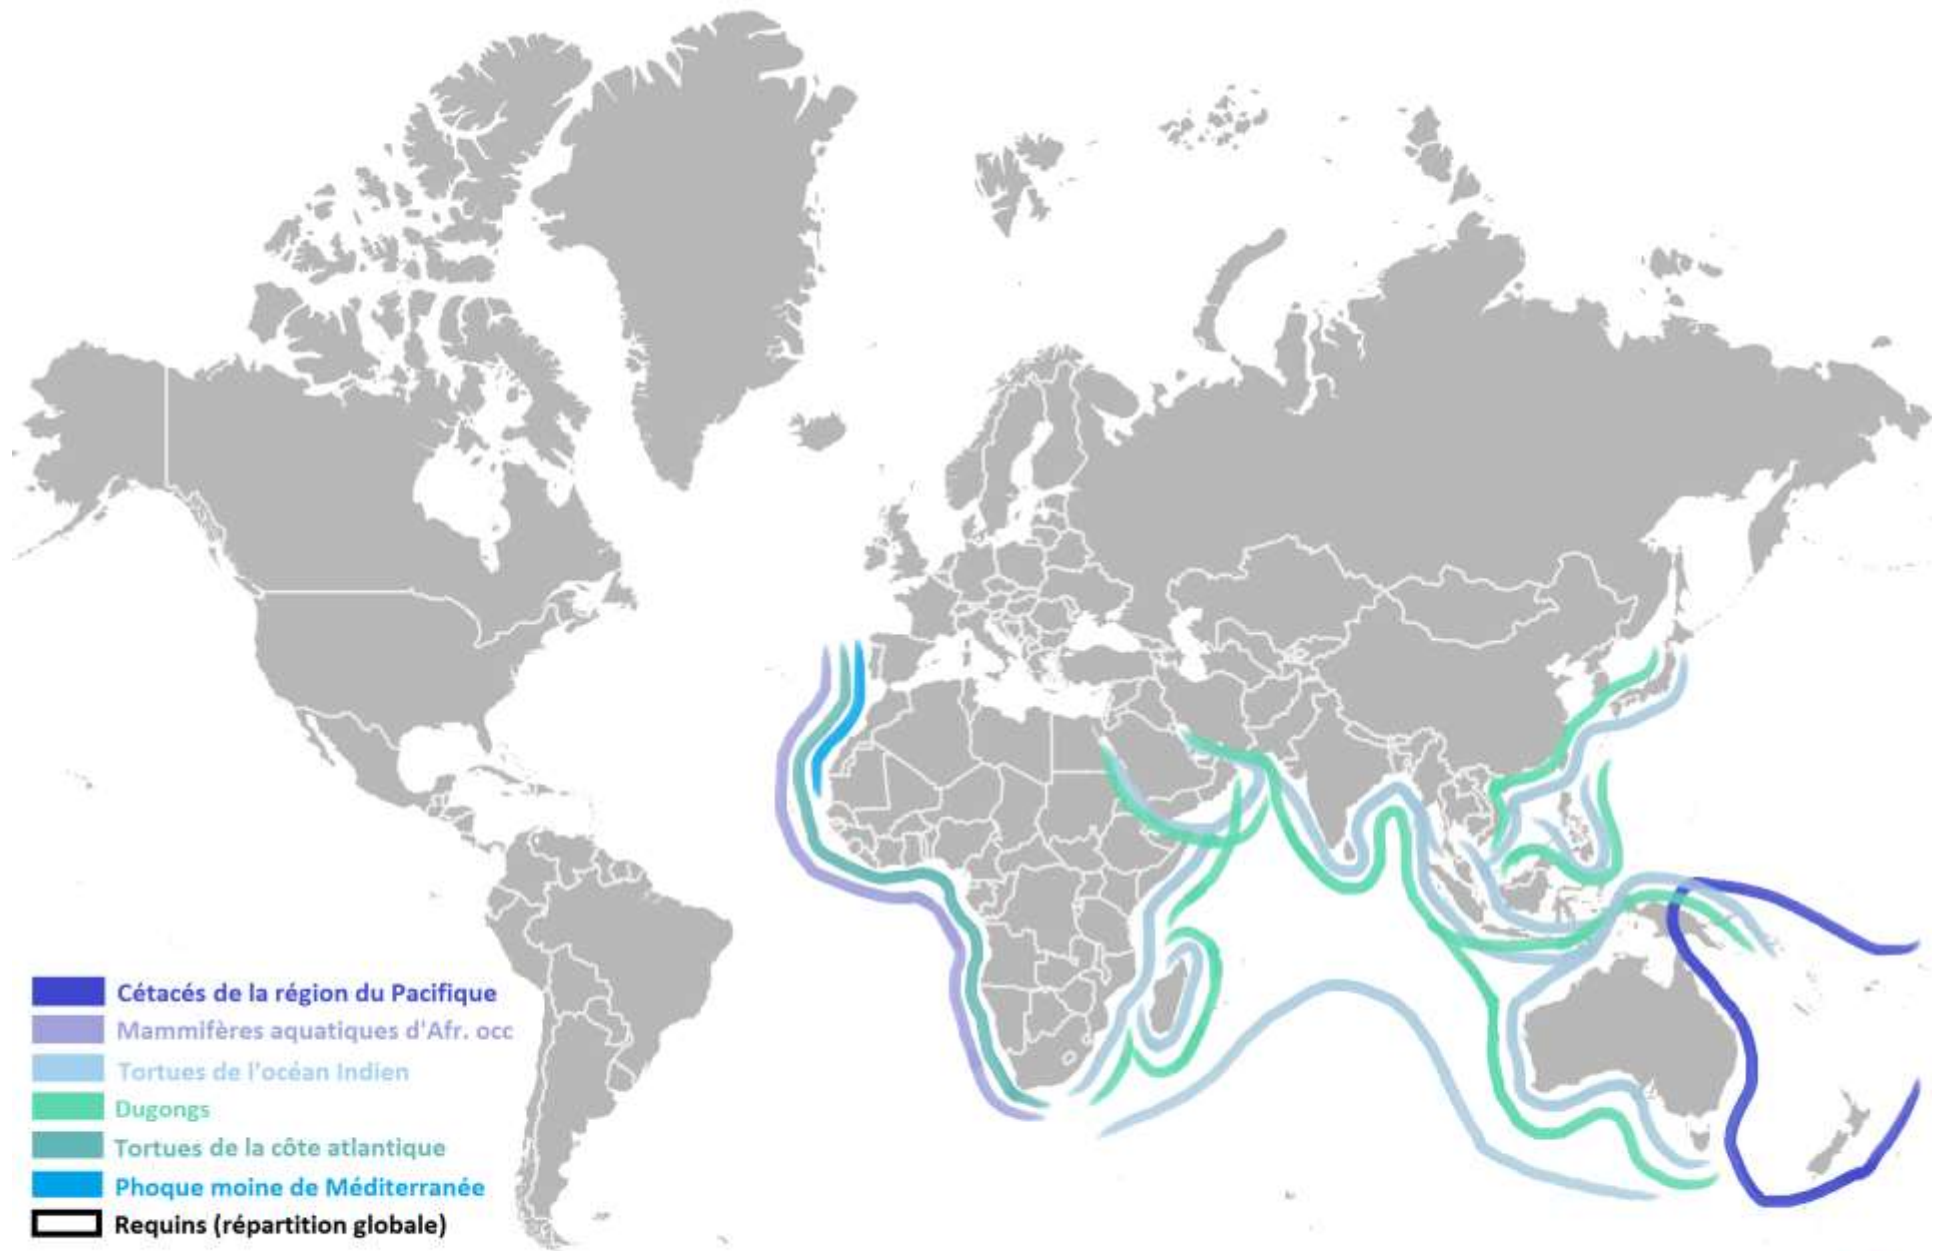 Cétacés de la région du Pacifique
Mammifères aquatiques d'Afr. occ
Tortues de l'océan Indien
Dugongs
Tortues de la côte atlantique
Phoque moine de Méditerranée
Requins (répartition globale)